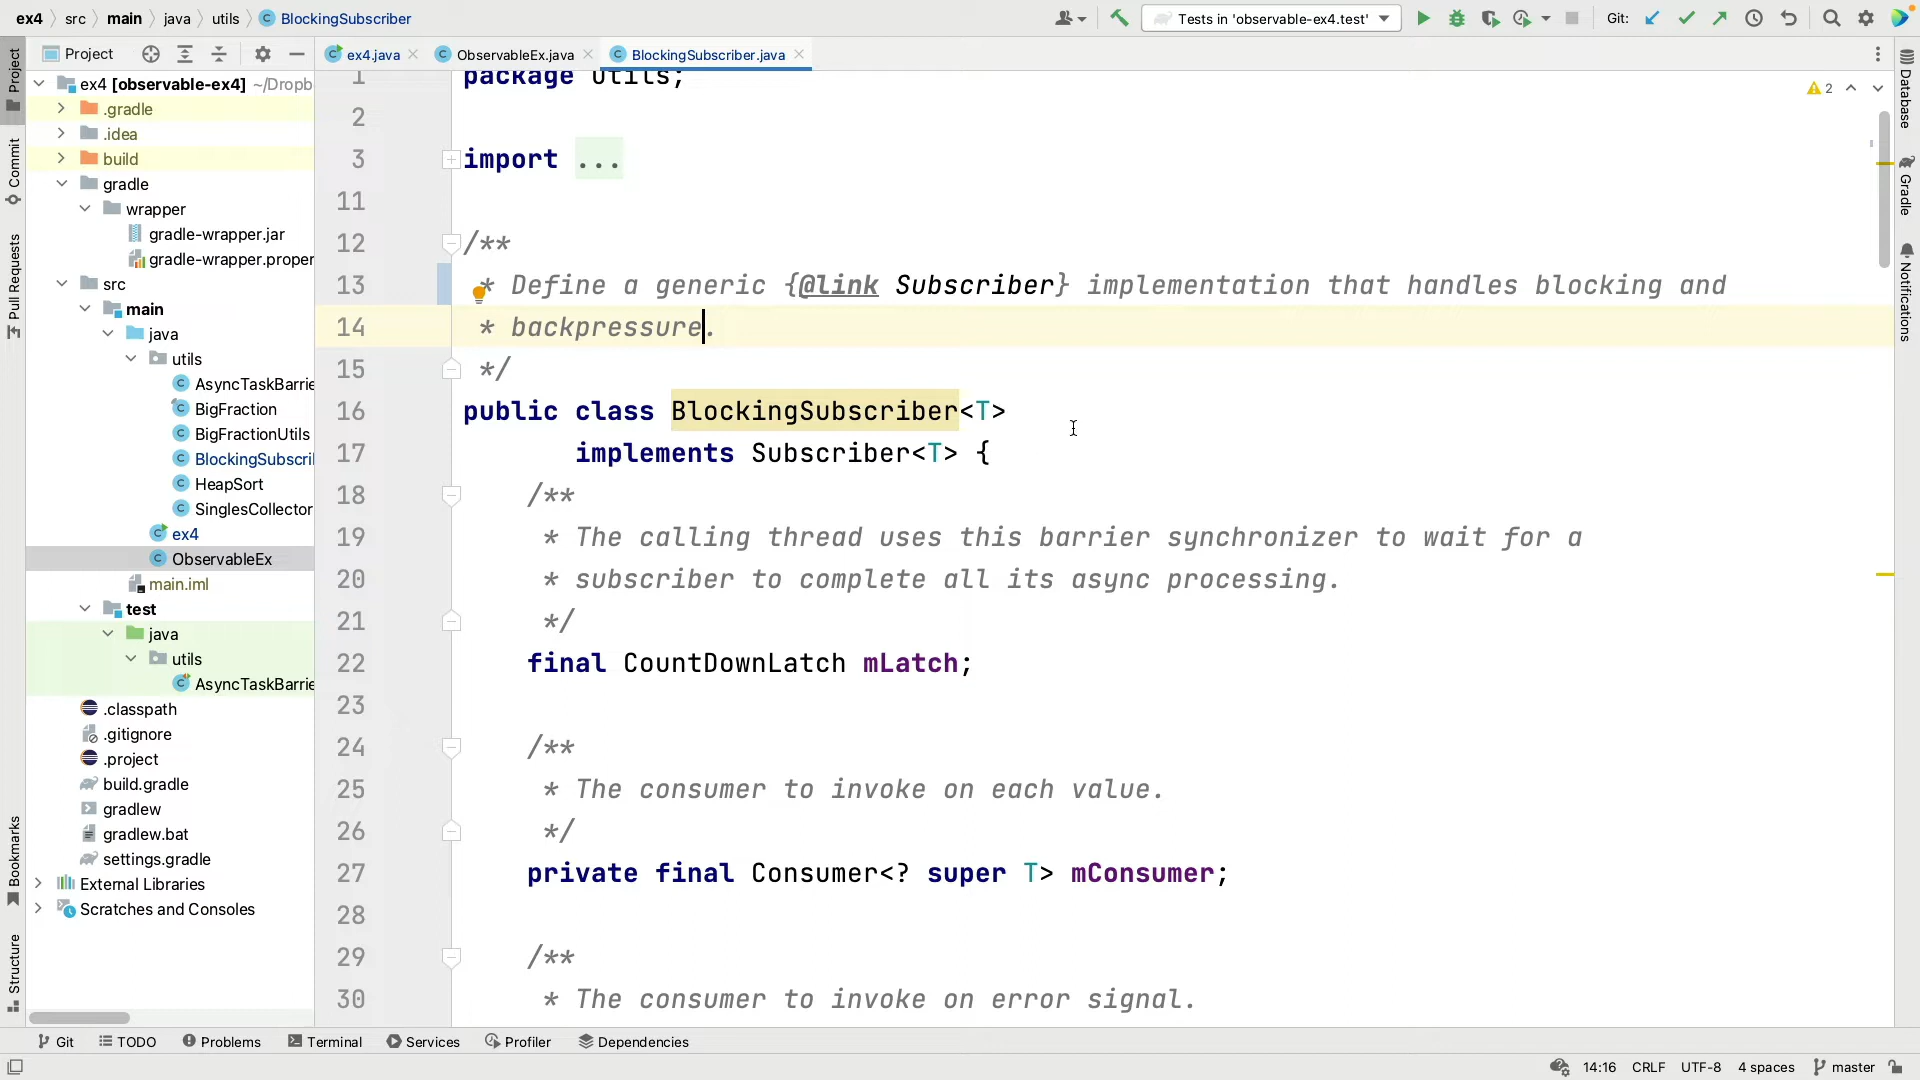 ex4 src main java utils BlockingSubscriber
Tests in 'observable-ex4.test'
Git:
Project
ex4.java
ObservableEx.java
BlockingSubscriber.java
Project
Commit
Pull Requests
Bookmarks
Structure
ex4 [observable-ex4] ~/Dropb
.gradle
.idea
build
gradle
wrapper
gradle-wrapper.jar
gradle-wrapper.proper
src
main
java
utils
AsyncTaskBarrie
BigFraction
BigFractionUtils
BlockingSubscri
HeapSort
SinglesCollector
ex4
ObservableEx
main.iml
test
java
utils
AsyncTaskBarrie
.classpath
.gitignore
.project
build.gradle
gradlew
gradlew.bat
settings.gradle
External Libraries
Scratches and Consoles
1 package utils;
2
3 import ...
11
12 /**
13 * Define a generic {@link Subscriber} implementation that handles blocking and
14 * backpressure.
15 */
16 public class BlockingSubscriber<T>
17 implements Subscriber<T> {
18 /**
19 * The calling thread uses this barrier synchronizer to wait for a
20 * subscriber to complete all its async processing.
21 */
22 final CountDownLatch mLatch;
23
24 /**
25 * The consumer to invoke on each value.
26 */
27 private final Consumer<? super T> mConsumer;
28
29 /**
30 * The consumer to invoke on error signal.
2
Database
Gradle
Notifications
Git
TODO
Problems
Terminal
Services
Profiler
Dependencies
14:16 CRLF UTF-8 4 spaces master